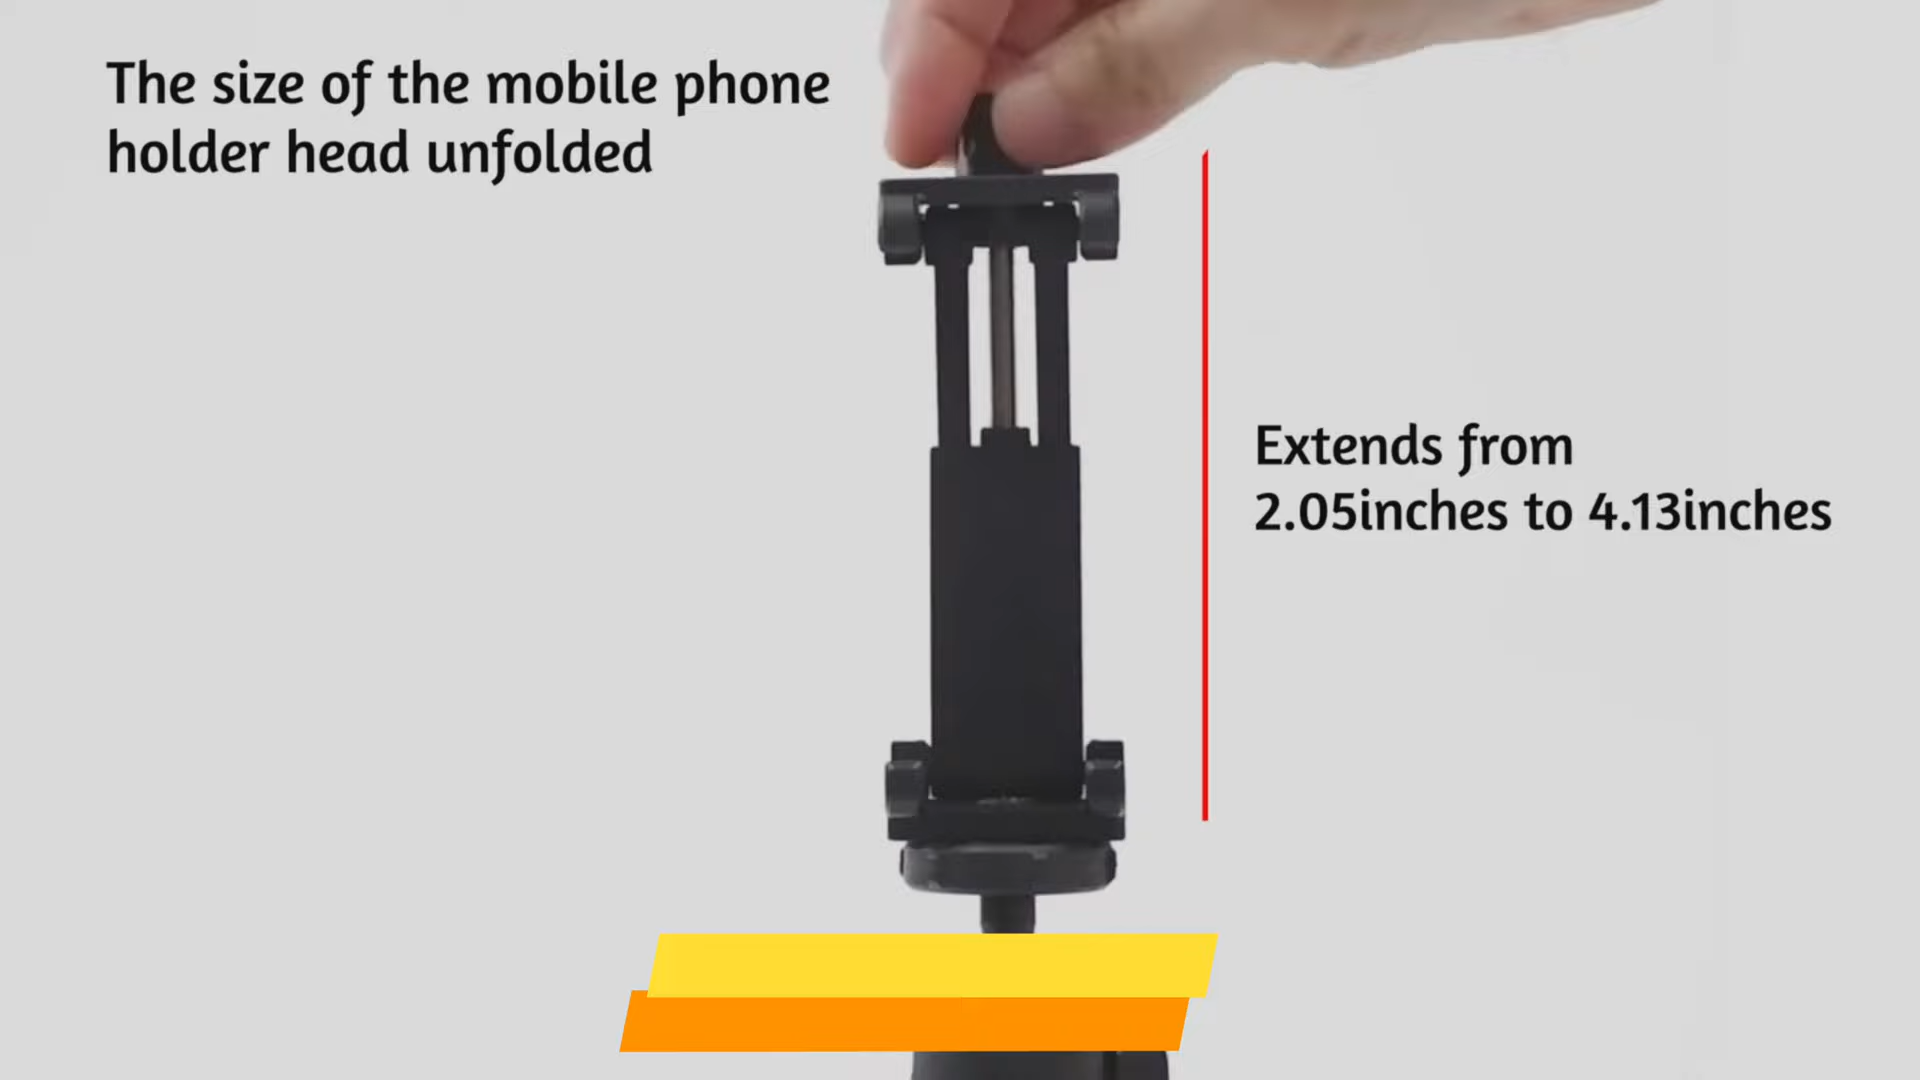 The size of the mobile phone
holder head unfolded
Extends from
2.05inches to 4.13inches